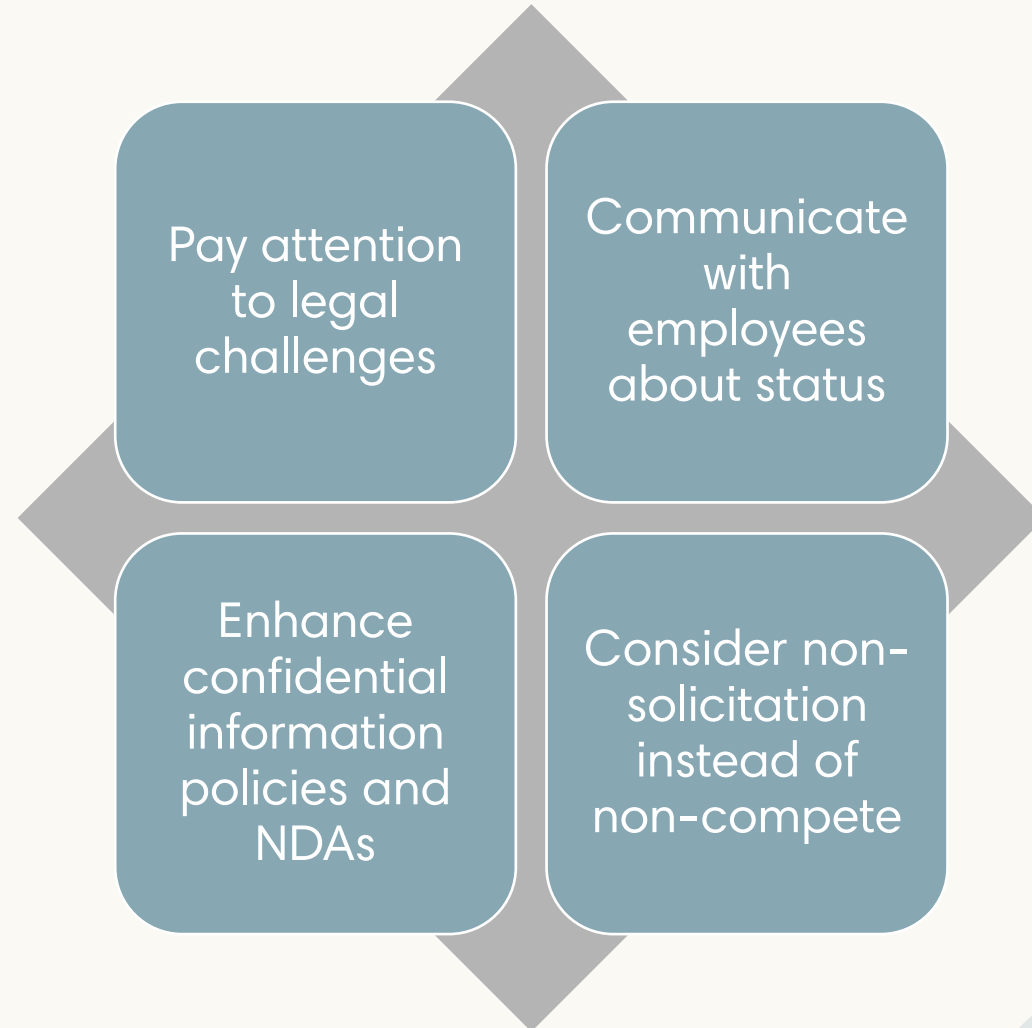 Pay attention
to legal
challenges
Communicate
with
employees
about status
Enhance
confidential
information
policies and
NDAs
Consider non-
solicitation
instead of
non-compete